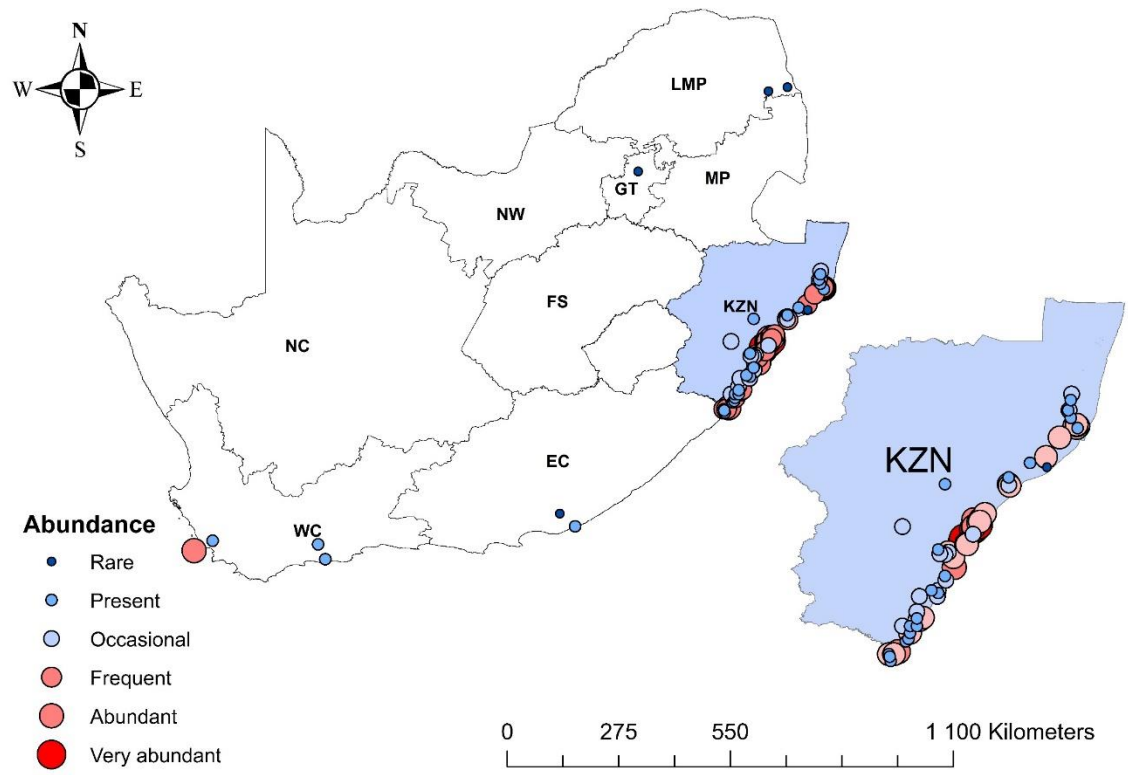 N
W E
S
LMP
MP
GT
NW
KZN
FS
NC
KZN
EC
WC
Abundance
Rare
Present
Occasional
Frequent
Abundant
Very abundant
0 275 550 1 100 Kilometers